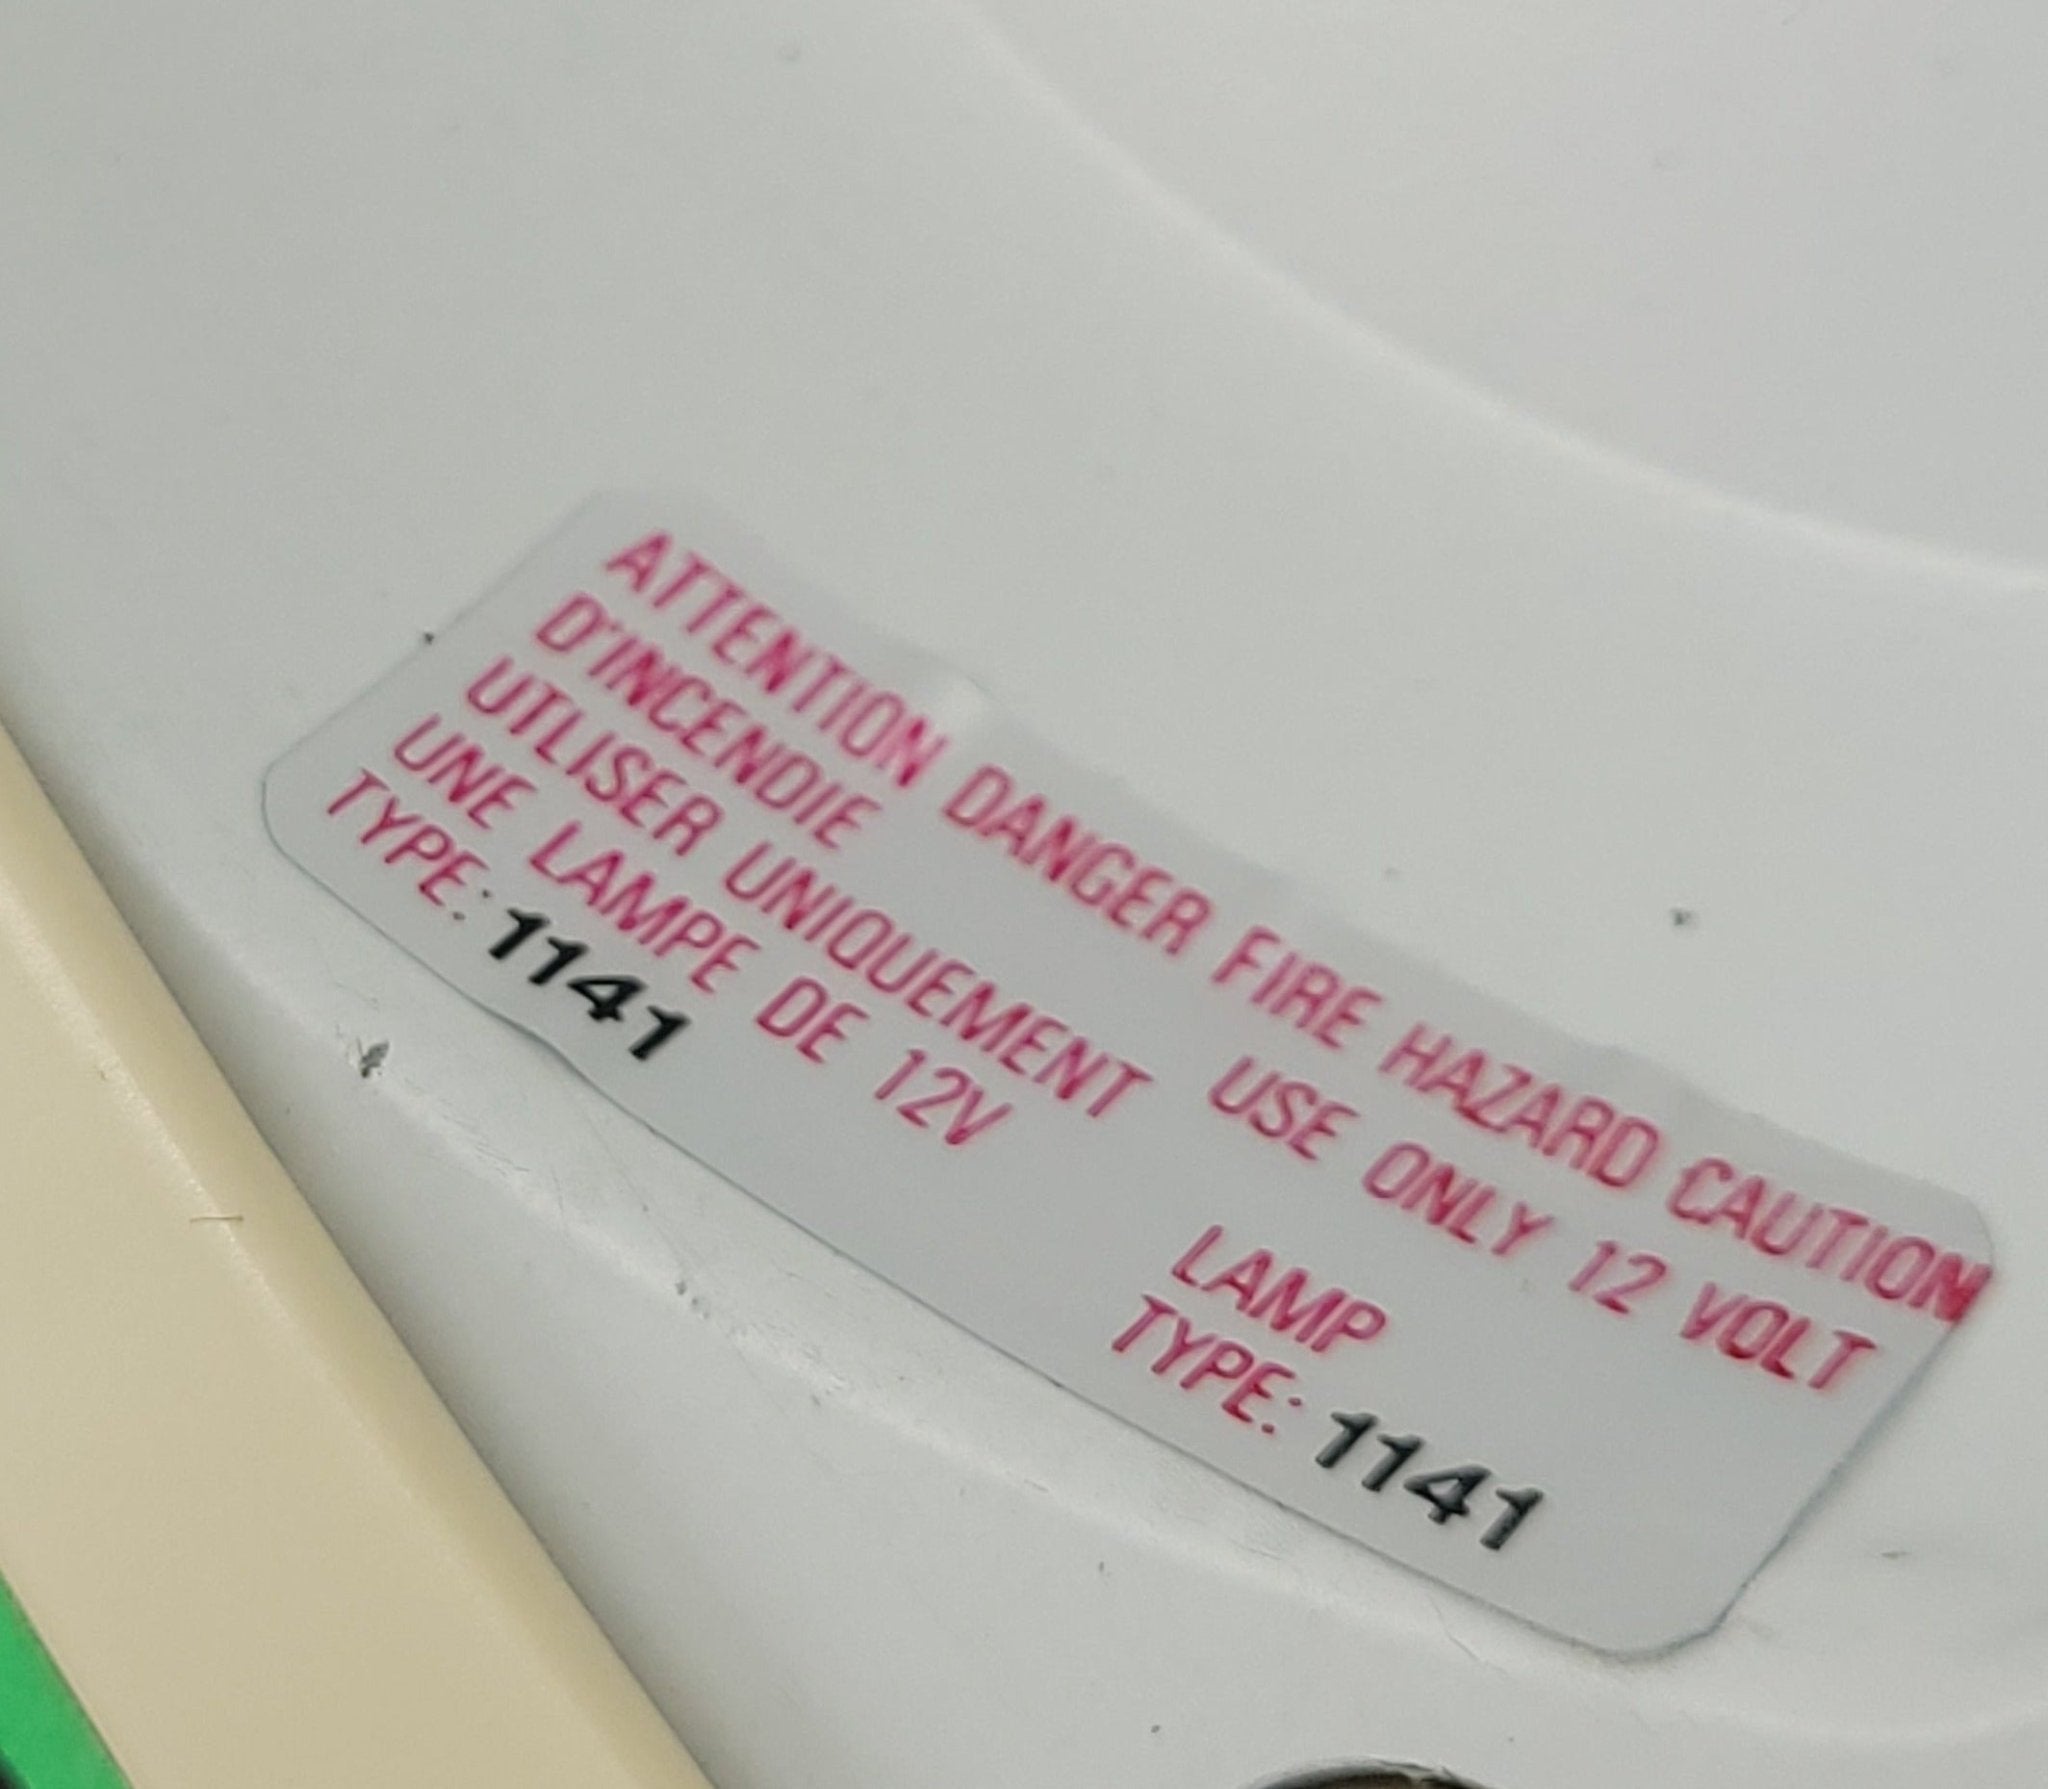 ATTENTION DANGER FIRE HAZARD CAUTION
D'INCENDIE
UTLISER UNIQUEMENT USE ONLY 12 VOLT
UNE LAMPE DE 12V LAMP
TYPE: 1141 TYPE: 1141